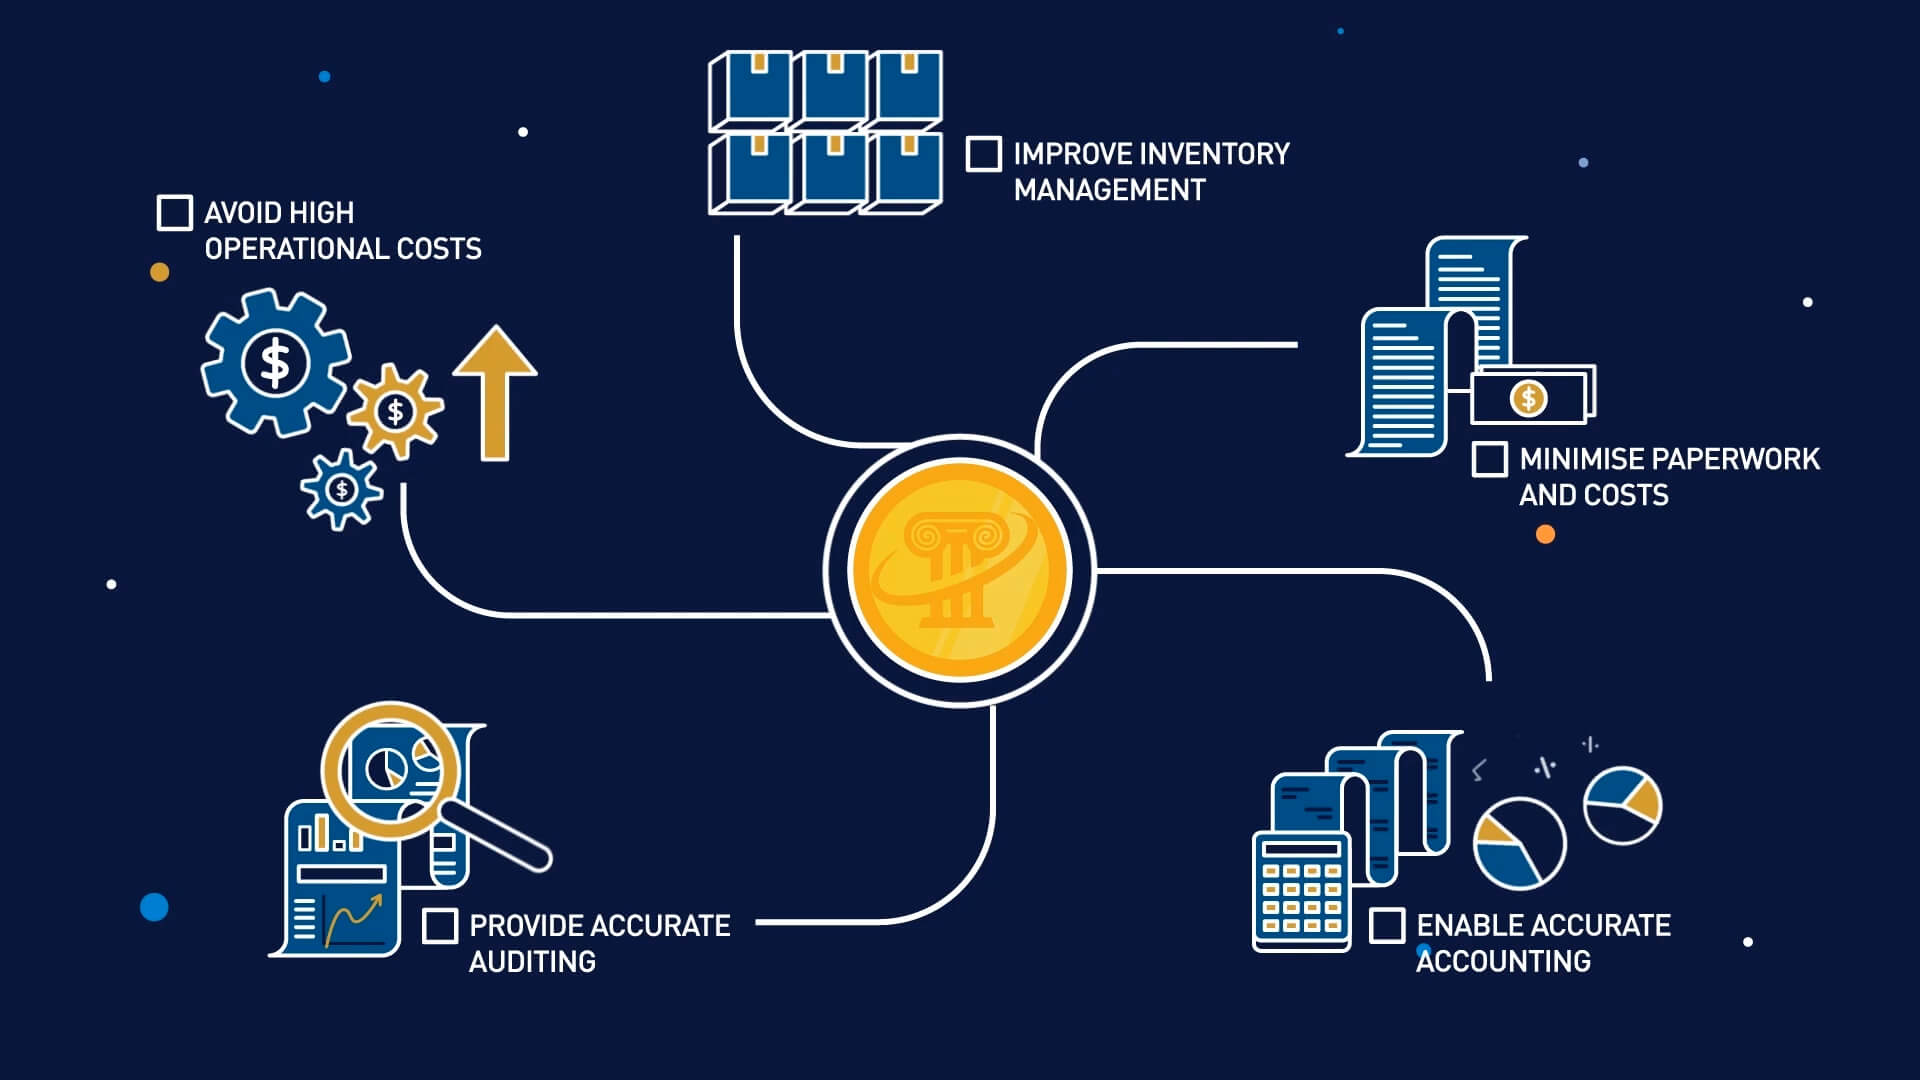 IMPROVE INVENTORY
MANAGEMENT
AVOID HIGH
OPERATIONAL COSTS
$
$
$
$
MINIMISE PAPERWORK
AND COSTS
PROVIDE ACCURATE
AUDITING
ENABLE ACCURATE
ACCOUNTING